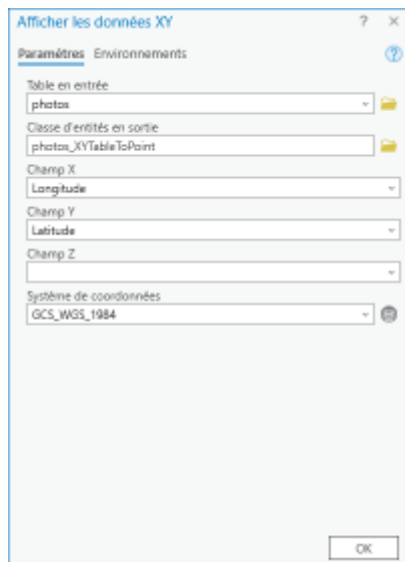 Afficher les données XY ? ×
Paramètres Environnements ?
Table en entrée
photos
Classe d'entités en sortie
photos_XYTableToPoint
Champ X
Longitude
Champ Y
Latitude
Champ Z
Système de coordonnées
GCS_WGS_1984
OK